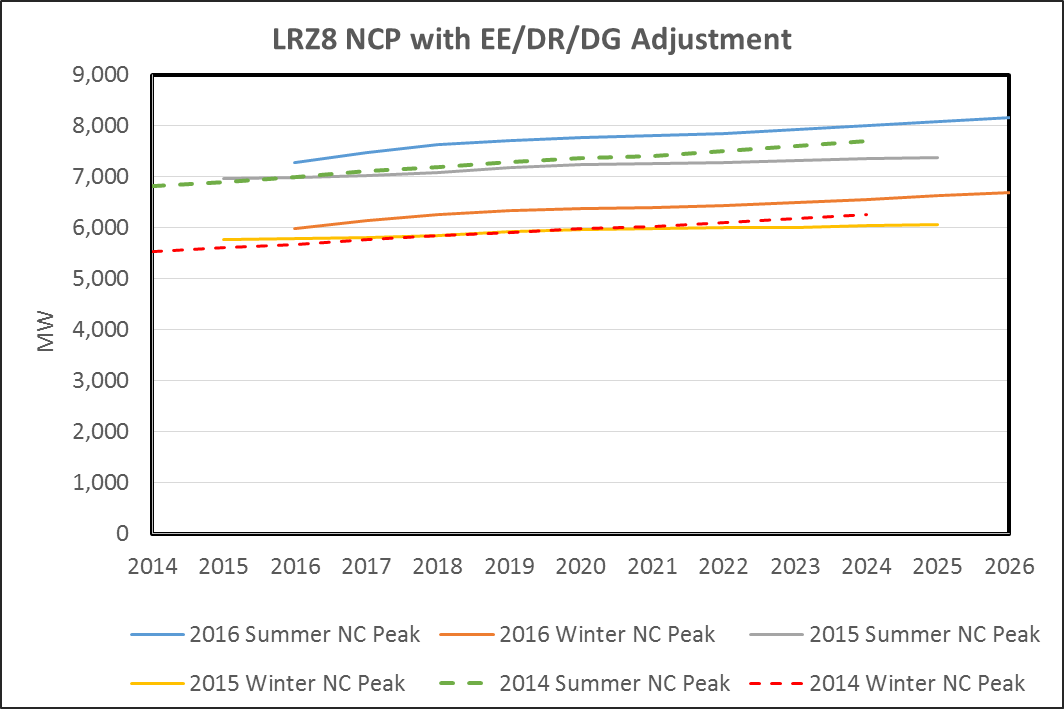 LRZ8 NCP with EE/DR/DG Adjustment
9,000
8,000
7,000
6,000
5,000
4,000
3,000
2,000
1,000
0
MW
2014 2015 2016 2017 2018 2019 2020 2021 2022 2023 2024 2025 2026
2016 Summer NC Peak 2016 Winter NC Peak 2015 Summer NC Peak
2015 Winter NC Peak 2014 Summer NC Peak 2014 Winter NC Peak